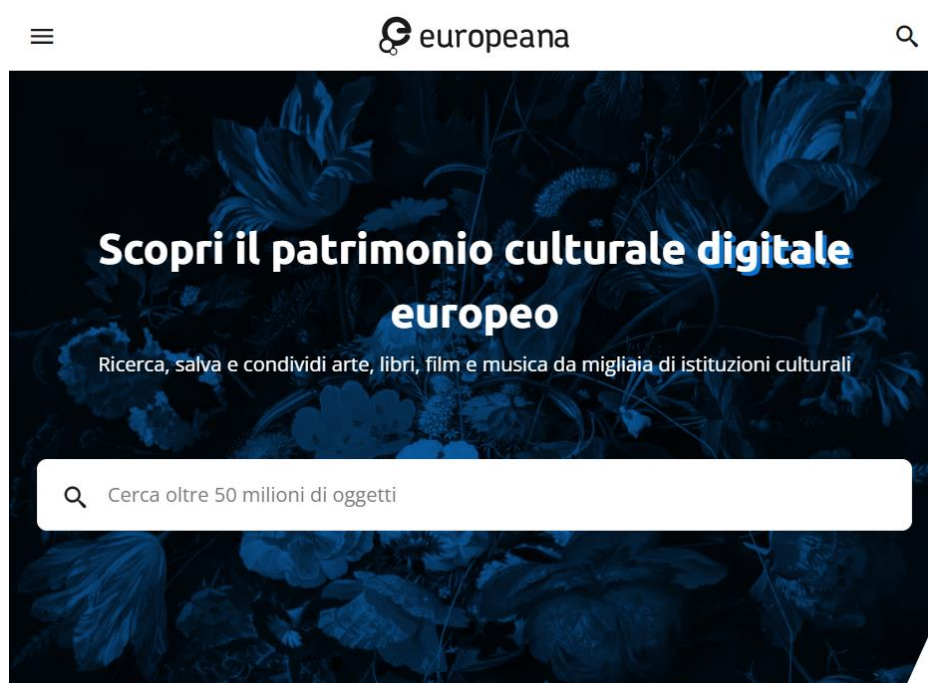 europeana
Scopri il patrimonio culturale digitale
europeo
Ricerca, salva e condividi arte, libri, film e musica da migliaia di istituzioni culturali
Cerca oltre 50 milioni di oggetti